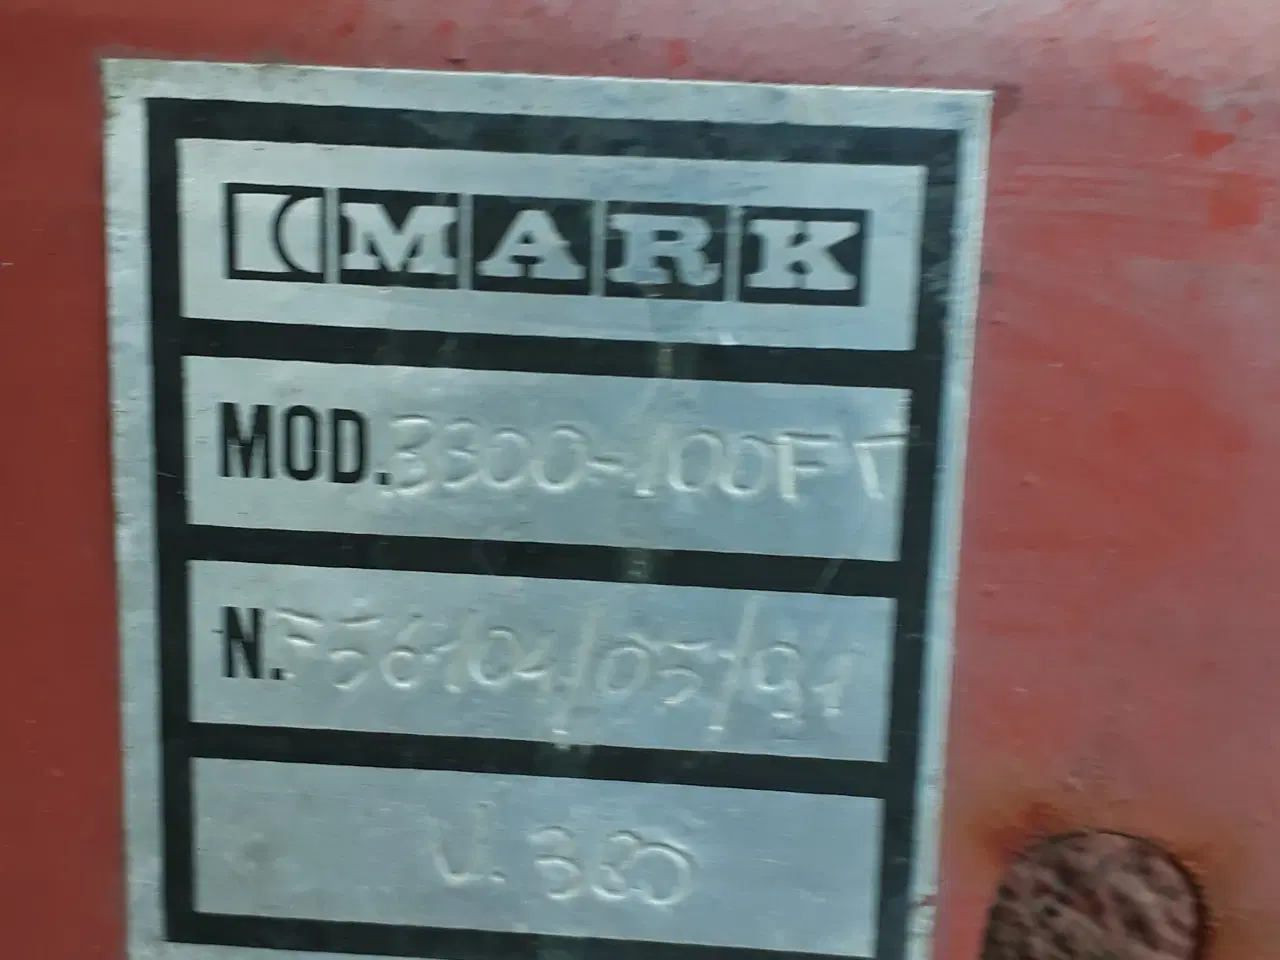 MARK
MOD. 3300-100FT
N. F56104/05/91
V. 380